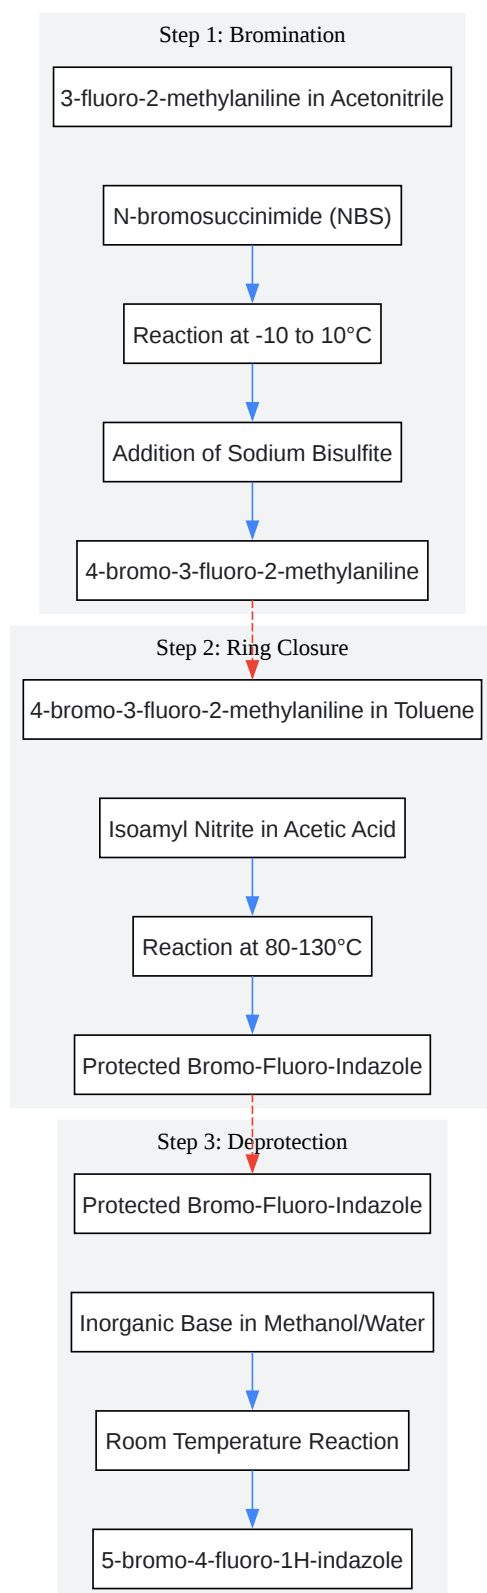 Step 1: Bromination
3-fluoro-2-methylaniline in Acetonitrile
N-bromosuccinimide (NBS)
Reaction at -10 to 10°C
Addition of Sodium Bisulfite
4-bromo-3-fluoro-2-methylaniline
Step 2: Ring Closure
4-bromo-3-fluoro-2-methylaniline in Toluene
Isoamyl Nitrite in Acetic Acid
Reaction at 80-130°C
Protected Bromo-Fluoro-Indazole
Step 3: Deprotection
Protected Bromo-Fluoro-Indazole
Inorganic Base in Methanol/Water
Room Temperature Reaction
5-bromo-4-fluoro-1H-indazole